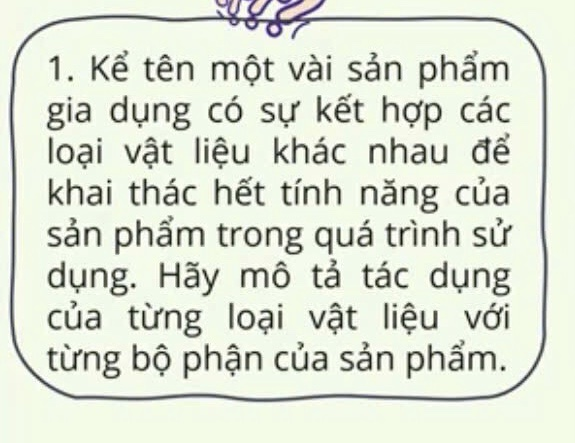 1. Kể tên một vài sản phẩm
gia dụng có sự kết hợp các
loại vật liệu khác nhau để
khai thác hết tính năng của
sản phẩm trong quá trình sử
dụng. Hãy mô tả tác dụng
của từng loại vật liệu với
từng bộ phận của sản phẩm.